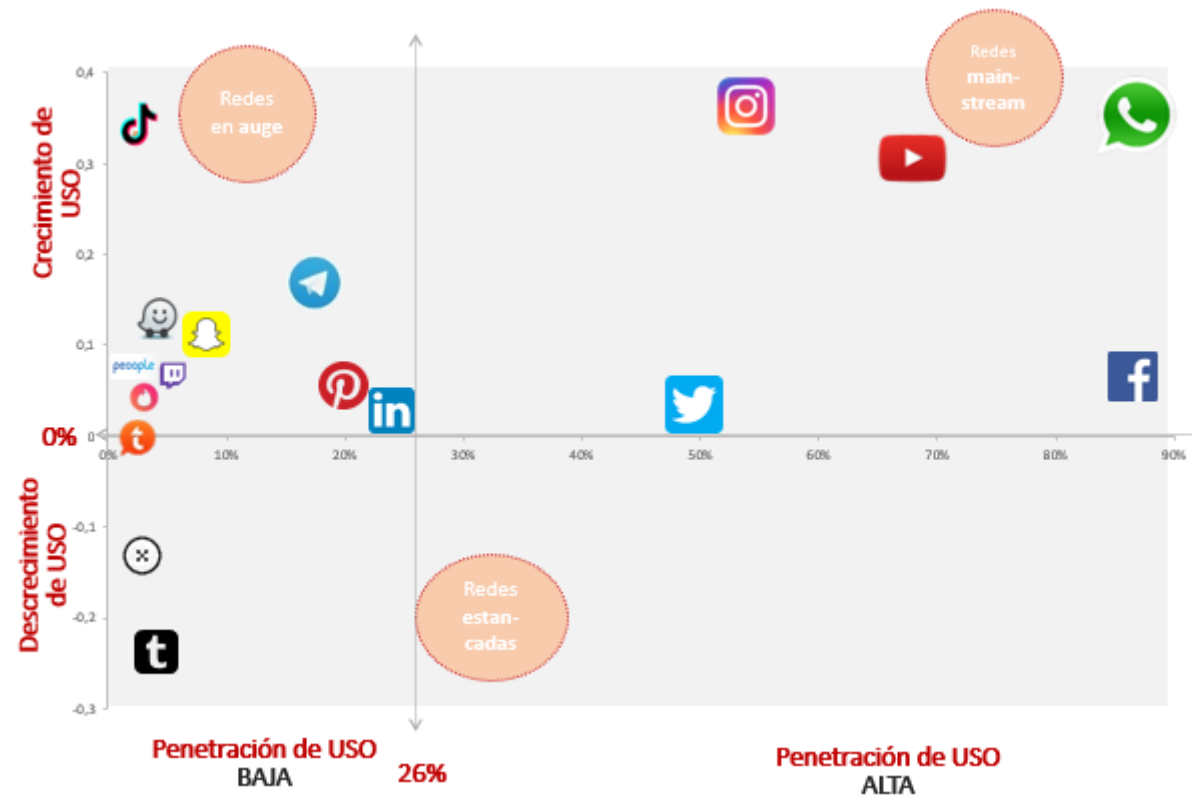 Redes
main-
stream
Redes
en auge
Crecimiento de
USO
0,4
0,3
0,2
0,1
0
-0,1
-0,2
-0,3
peoople
in
f
t
0%
0% 10% 20% 30% 40% 50% 60% 70% 80% 90%
Descrecimiento
de USO
Redes
estan-
cadas
t
Penetración de USO
BAJA
26%
Penetración de USO
ALTA